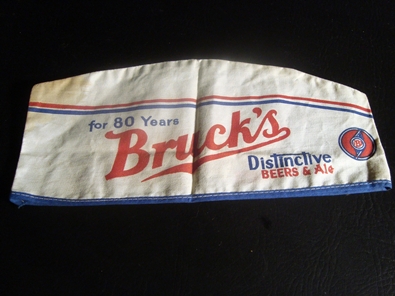 for 80 Years
Bruck's
Distinctive
BEERS & Ale